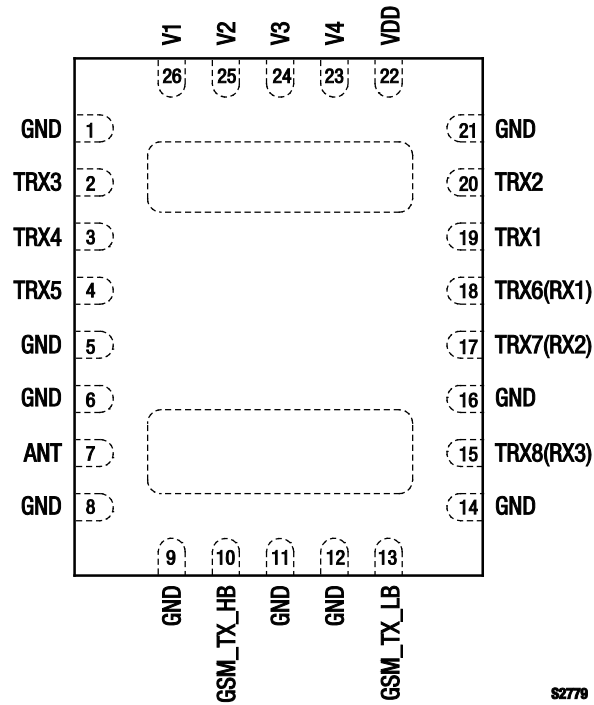 V1 V2 V3 V4 VDD
26 25 24 23 22
GND 1 21 GND
TRX3 2 20 TRX2
TRX4 3 19 TRX1
TRX5 4 18 TRX6(RX1)
GND 5 17 TRX7(RX2)
GND 6 16 GND
ANT 7 15 TRX8(RX3)
GND 8 14 GND
9 10 11 12 13
GND GSM_TX_HB GND GND GSM_TX_LB
S2779